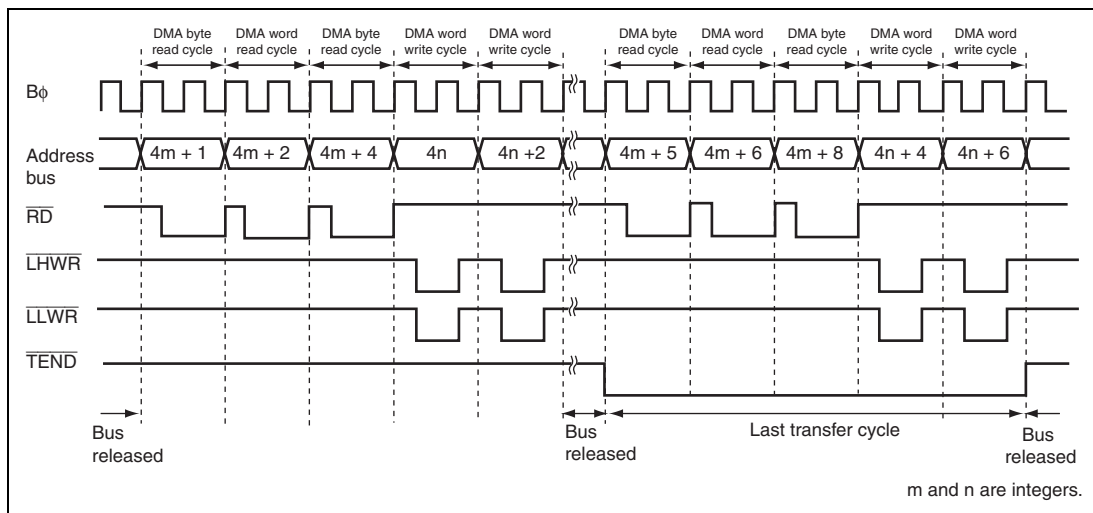 DMA byte read cycle
DMA word read cycle
DMA byte read cycle
DMA word write cycle
DMA word write cycle
DMA byte read cycle
DMA word read cycle
DMA byte read cycle
DMA word write cycle
DMA word write cycle
Bϕ
Address bus
4m + 1
4m + 2
4m + 4
4n
4n +2
4m + 5
4m + 6
4m + 8
4n + 4
4n + 6
RD
LHWR
LLWR
TEND
Bus released
Bus released
Last transfer cycle
Bus released
m and n are integers.